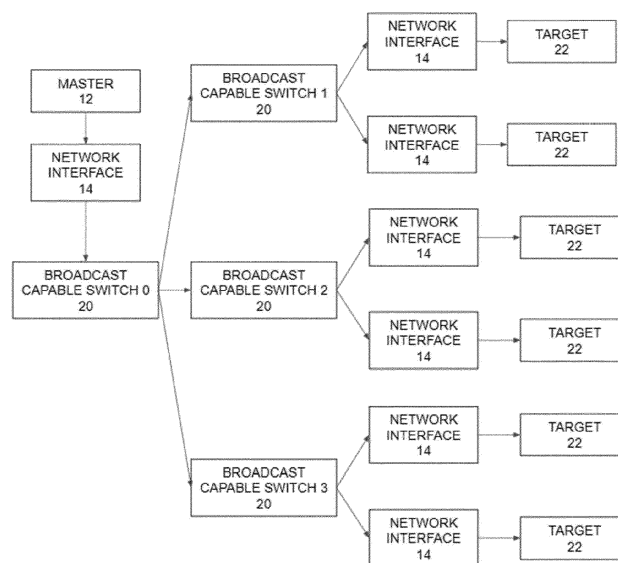 MASTER
12
NETWORK
INTERFACE
14
BROADCAST
CAPABLE SWITCH 0
20
BROADCAST
CAPABLE SWITCH 1
20
NETWORK
INTERFACE
14
TARGET
22
NETWORK
INTERFACE
14
TARGET
22
BROADCAST
CAPABLE SWITCH 2
20
NETWORK
INTERFACE
14
TARGET
22
NETWORK
INTERFACE
14
TARGET
22
BROADCAST
CAPABLE SWITCH 3
20
NETWORK
INTERFACE
14
TARGET
22
NETWORK
INTERFACE
14
TARGET
22